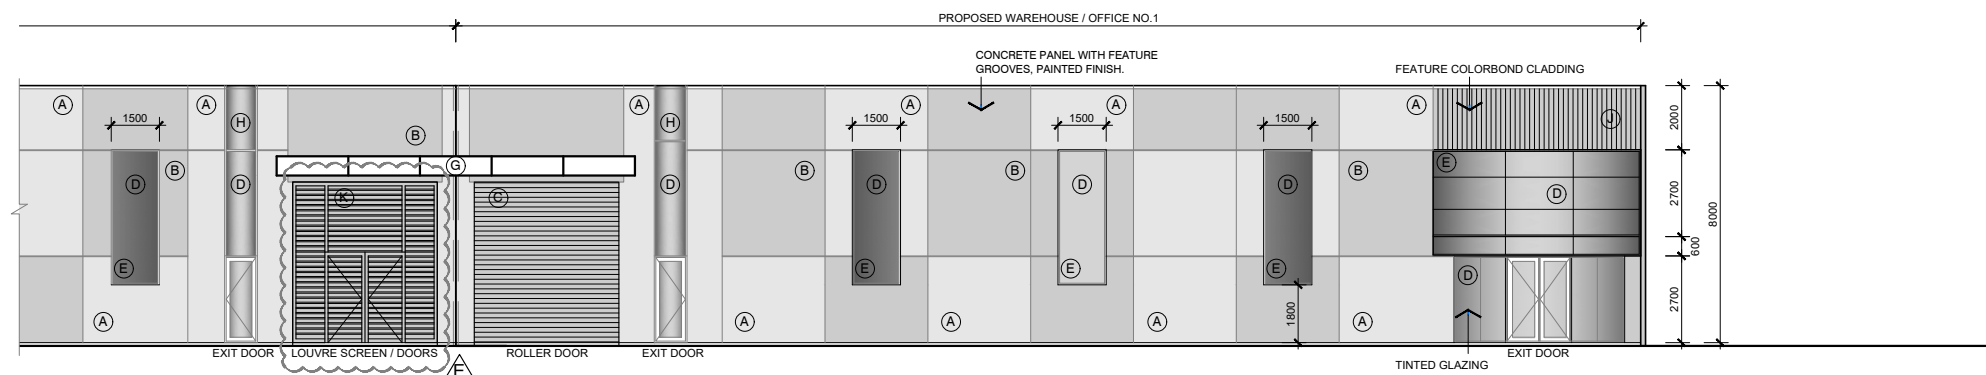 PROPOSED WAREHOUSE / OFFICE NO.1
CONCRETE PANEL WITH FEATURE
GROOVES, PAINTED FINISH.
FEATURE COLORBOND CLADDING
A
A
A
A
A
A
H
H
J
1500
1500
1500
1500
B
G
E
D
B
D
D
B
D
B
D
D
B
D
K
C
E
E
E
E
D
A
A
A
A
A
2000
2700
600
2700
8000
1800
EXIT DOOR
LOUVRE SCREEN / DOORS
ROLLER DOOR
EXIT DOOR
EXIT DOOR
TINTED GLAZING
F